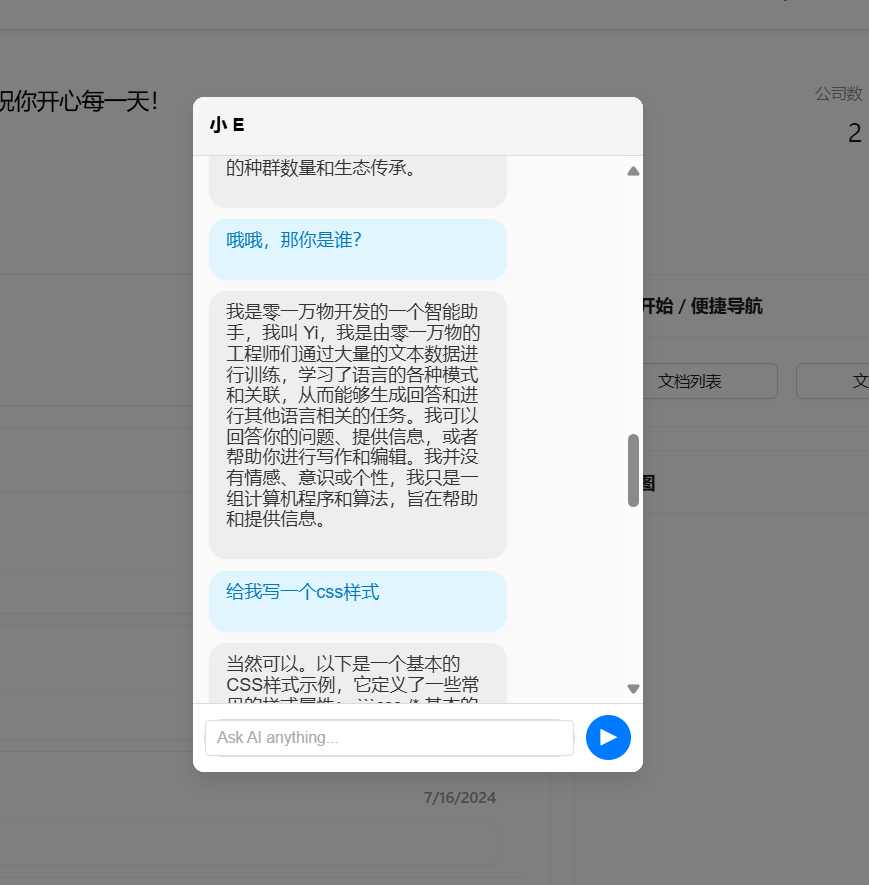 祝你开心每一天！
公司数
2
小 E
的种群数量和生态传承。
哦哦，那你是谁？
我是零一万物开发的一个智能助
手，我叫 Yi，我是由零一万物的
工程师们通过大量的文本数据进
行训练，学习了语言的各种模式
和关联，从而能够生成回答和进
行其他语言相关的任务。我可以
回答你的问题、提供信息，或者
帮助你进行写作和编辑。我并没
有情感、意识或个性，我只是一
组计算机程序和算法，旨在帮助
和提供信息。
给我写一个css样式
当然可以。以下是一个基本的
CSS样式示例，它定义了一些常
见的样式属性： ```css /* 基本的
开始 / 便捷导航
文档列表
文
图
Ask AI anything...
7/16/2024